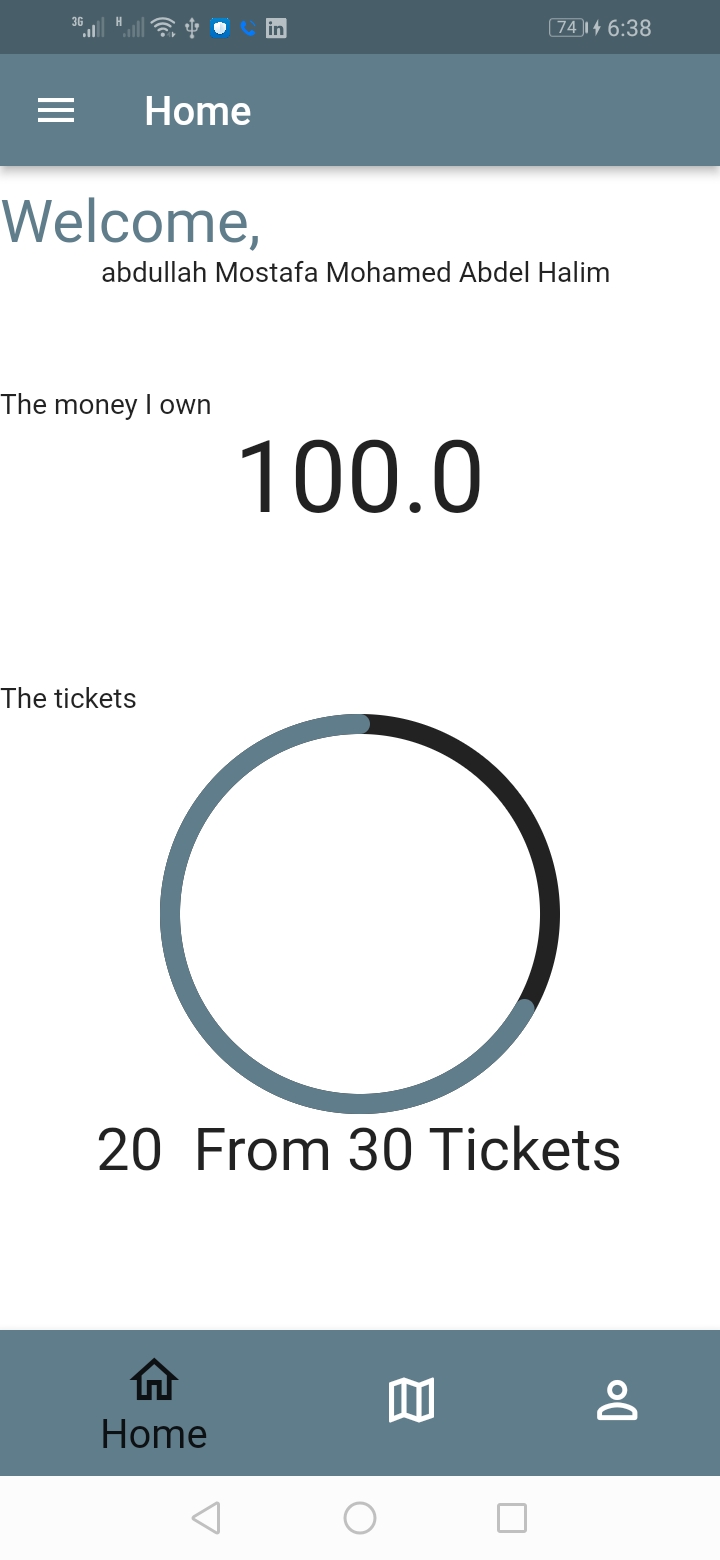 3G H 74 6:38
Home
Welcome,
abdullah Mostafa Mohamed Abdel Halim
The money I own
100.0
The tickets
20  From 30 Tickets
Home